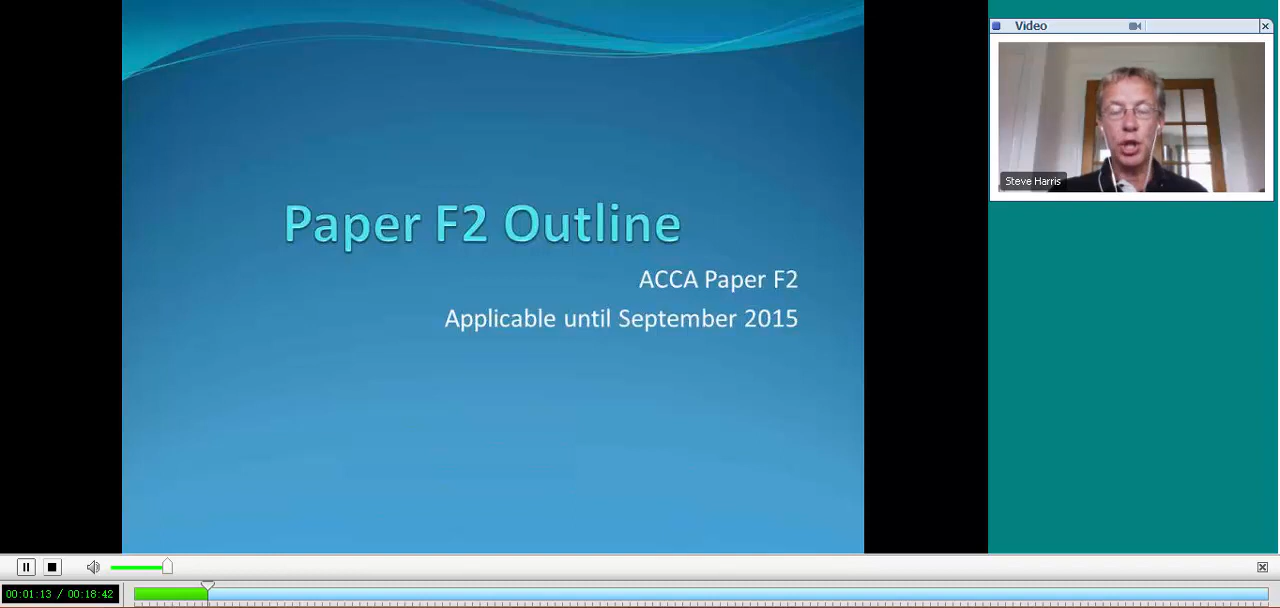 Paper F2 Outline
ACCA Paper F2
Applicable until September 2015
Video
Steve Harris
00:01:13 / 00:18:42